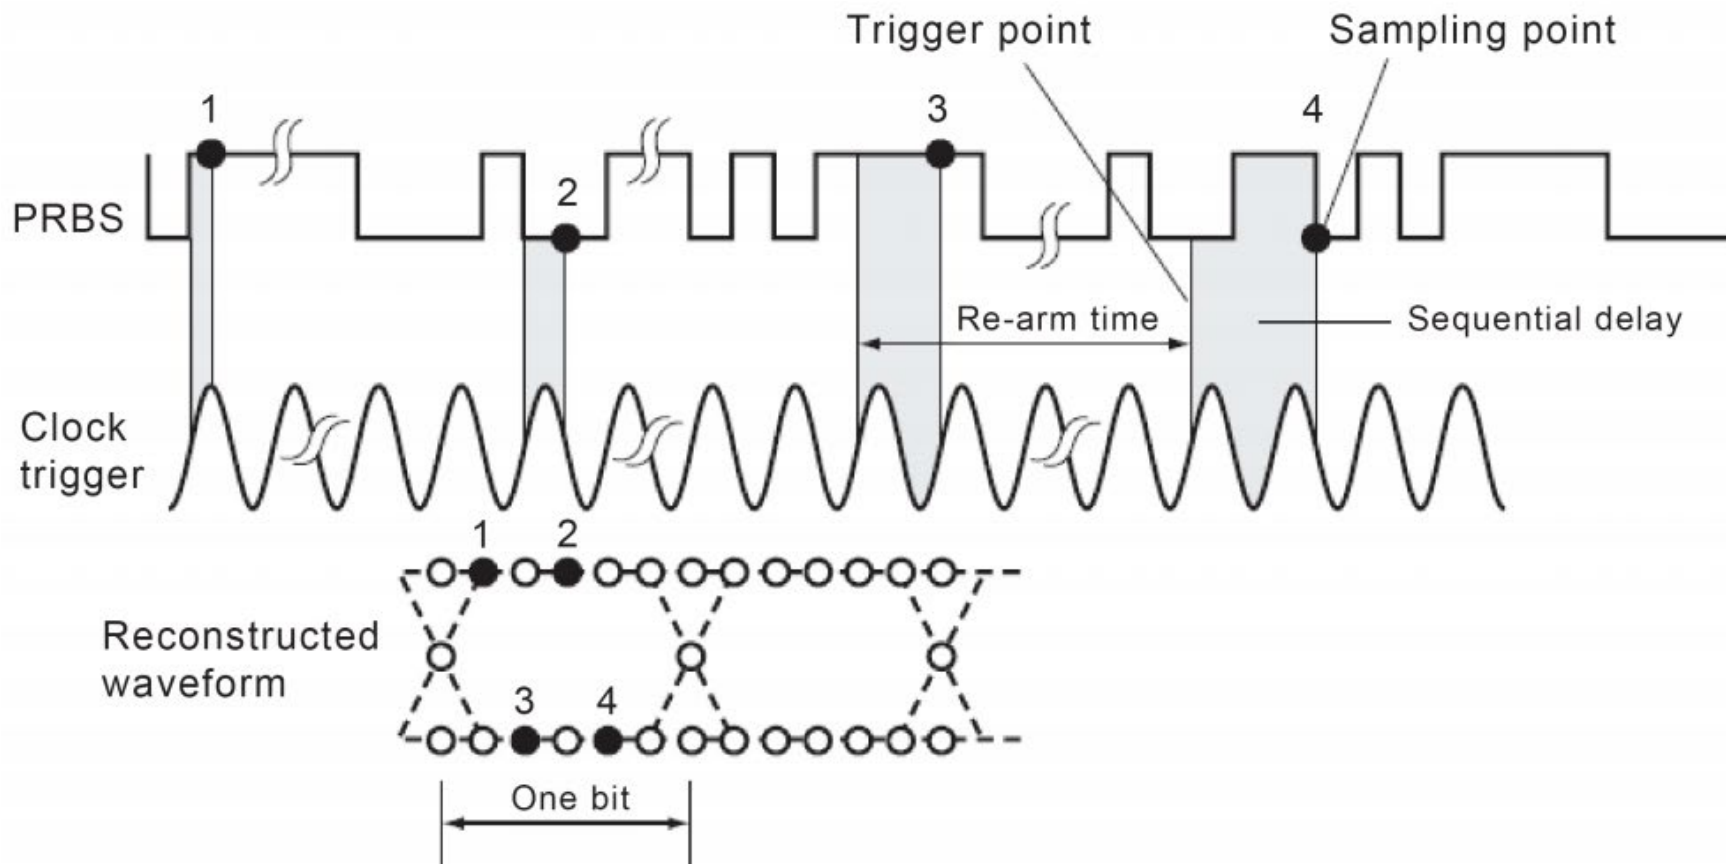 Trigger point
Sampling point
1
3
4
2
PRBS
Re-arm time
Sequential delay
Clock
trigger
1
2
Reconstructed
waveform
3
4
One bit